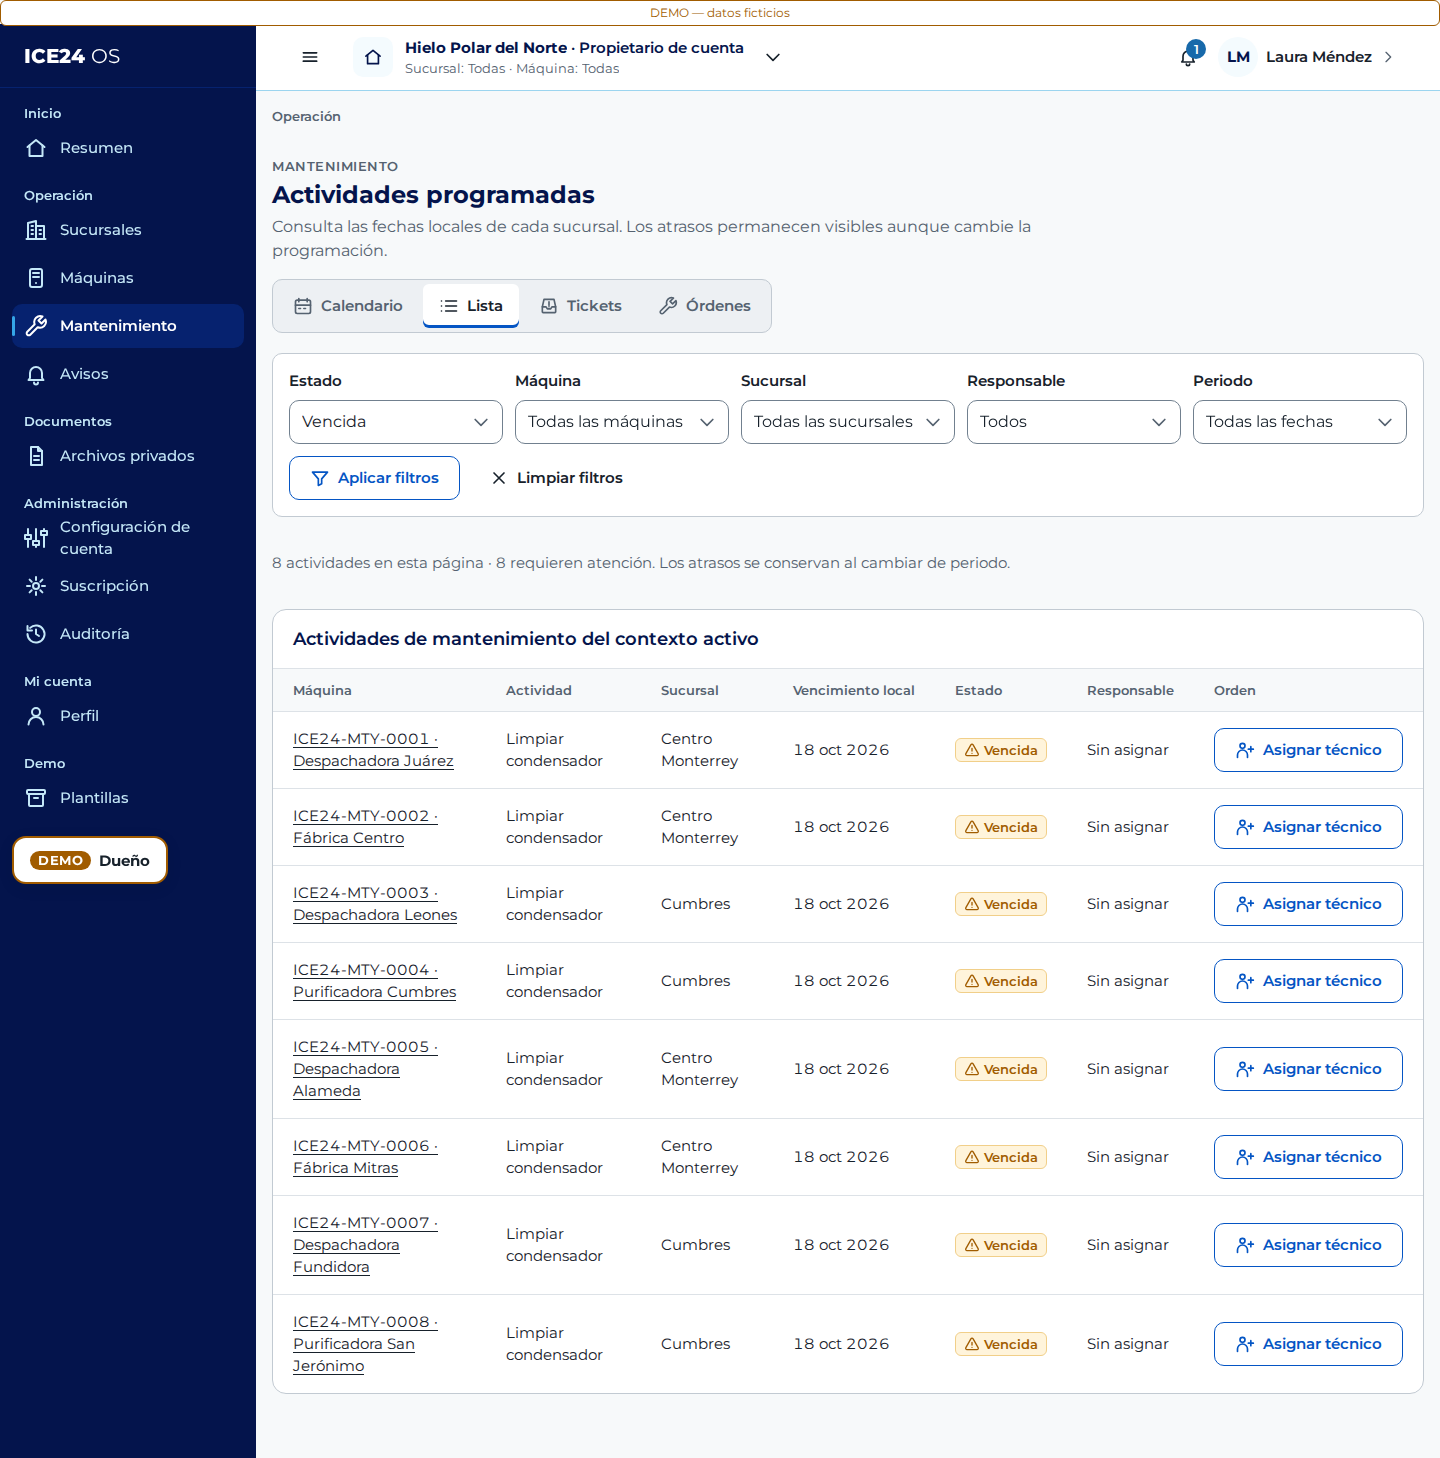 DEMO — datos ficticios
ICE24 OS
Inicio
Resumen
Operación
Sucursales
Máquinas
Mantenimiento
Avisos
Documentos
Archivos privados
Administración
Configuración de
cuenta
Suscripción
Auditoría
Mi cuenta
Perfil
Demo
Plantillas
DEMO Dueño
Hielo Polar del Norte · Propietario de cuenta
Sucursal: Todas · Máquina: Todas
1
LM Laura Méndez
Operación
MANTENIMIENTO
Actividades programadas
Consulta las fechas locales de cada sucursal. Los atrasos permanecen visibles aunque cambie la
programación.
Calendario Lista Tickets Órdenes
Estado Máquina Sucursal Responsable Periodo
Vencida Todas las máquinas Todas las sucursales Todos Todas las fechas
Aplicar filtros Limpiar filtros
8 actividades en esta página · 8 requieren atención. Los atrasos se conservan al cambiar de periodo.
Actividades de mantenimiento del contexto activo
Máquina Actividad Sucursal Vencimiento local Estado Responsable Orden
ICE24-MTY-0001 ·
Despachadora Juárez
Limpiar
condensador
Centro
Monterrey
18 oct 2026 Vencida Sin asignar Asignar técnico
ICE24-MTY-0002 ·
Fábrica Centro
Limpiar
condensador
Centro
Monterrey
18 oct 2026 Vencida Sin asignar Asignar técnico
ICE24-MTY-0003 ·
Despachadora Leones
Limpiar
condensador
Cumbres 18 oct 2026 Vencida Sin asignar Asignar técnico
ICE24-MTY-0004 ·
Purificadora Cumbres
Limpiar
condensador
Cumbres 18 oct 2026 Vencida Sin asignar Asignar técnico
ICE24-MTY-0005 ·
Despachadora
Alameda
Limpiar
condensador
Centro
Monterrey
18 oct 2026 Vencida Sin asignar Asignar técnico
ICE24-MTY-0006 ·
Fábrica Mitras
Limpiar
condensador
Centro
Monterrey
18 oct 2026 Vencida Sin asignar Asignar técnico
ICE24-MTY-0007 ·
Despachadora
Fundidora
Limpiar
condensador
Cumbres 18 oct 2026 Vencida Sin asignar Asignar técnico
ICE24-MTY-0008 ·
Purificadora San
Jerónimo
Limpiar
condensador
Cumbres 18 oct 2026 Vencida Sin asignar Asignar técnico